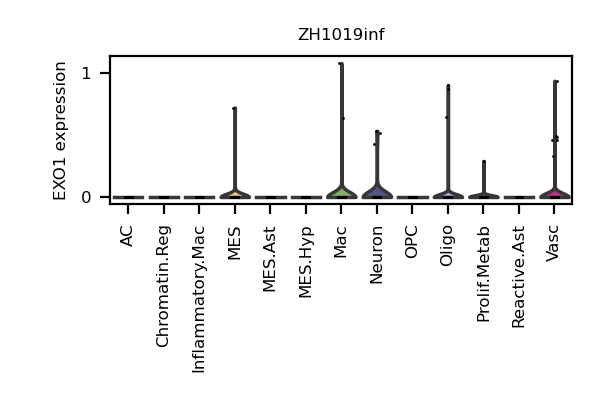 ZH1019inf
EXO1 expression
1
0
AC
Chromatin.Reg
Inflammatory.Mac
MES
MES.Ast
MES.Hyp
Mac
Neuron
OPC
Oligo
Prolif.Metab
Reactive.Ast
Vasc